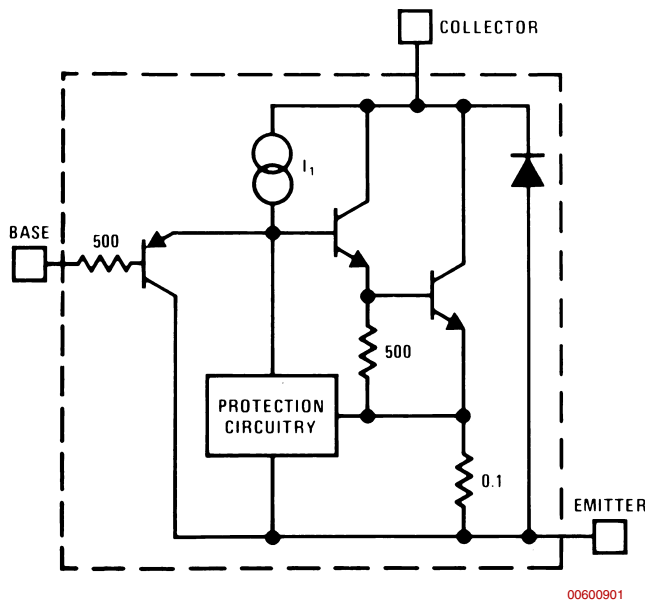 COLLECTOR
I₁
BASE
500
500
PROTECTION
CIRCUITRY
0.1
EMITTER
00600901